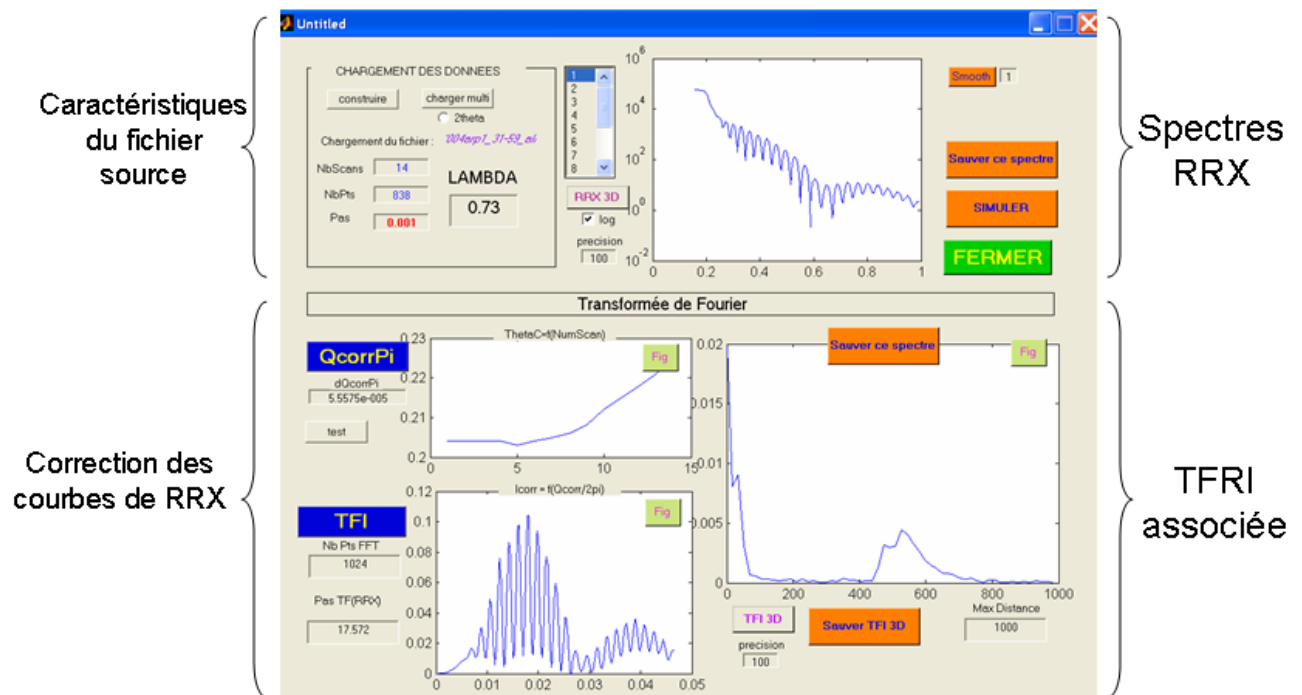 Untitled
Caractéristiques
du fichier
source
CHARGEMENT DES DONNEES
construire
charger multi
2theta
Chargement du fichier :
NbScans
14
NbPts
838
Pas
0.001
LAMBDA
0.73
1
2
3
4
5
6
7
8
RRX 3D
log
precision
100
10^6
10^4
10^2
10^0
10^-2
0 0.2 0.4 0.6 0.8 1
Smooth
1
Sauver ce spectre
SIMULER
FERMER
Spectres
RRX
Transformée de Fourier
Correction des
courbes de RRX
QcorrPi
dQcorrPi
5.5575e-005
test
ThetaC=f(NumScan)
Fig
0.23
0.22
0.21
0.2
0 5 10 15
TFI
Nb Pts FFT
1024
Pas TF(RRX)
17.572
Icorr = f(Qcorr/2pi)
Fig
0.12
0.1
0.08
0.06
0.04
0.02
0
0 0.01 0.02 0.03 0.04 0.05
Sauver ce spectre
Fig
0.02
0.015
0.01
0.005
0
0 200 400 600 800 1000
TFI 3D
precision
100
Sauver TFI 3D
Max Distance
1000
TFRI
associée